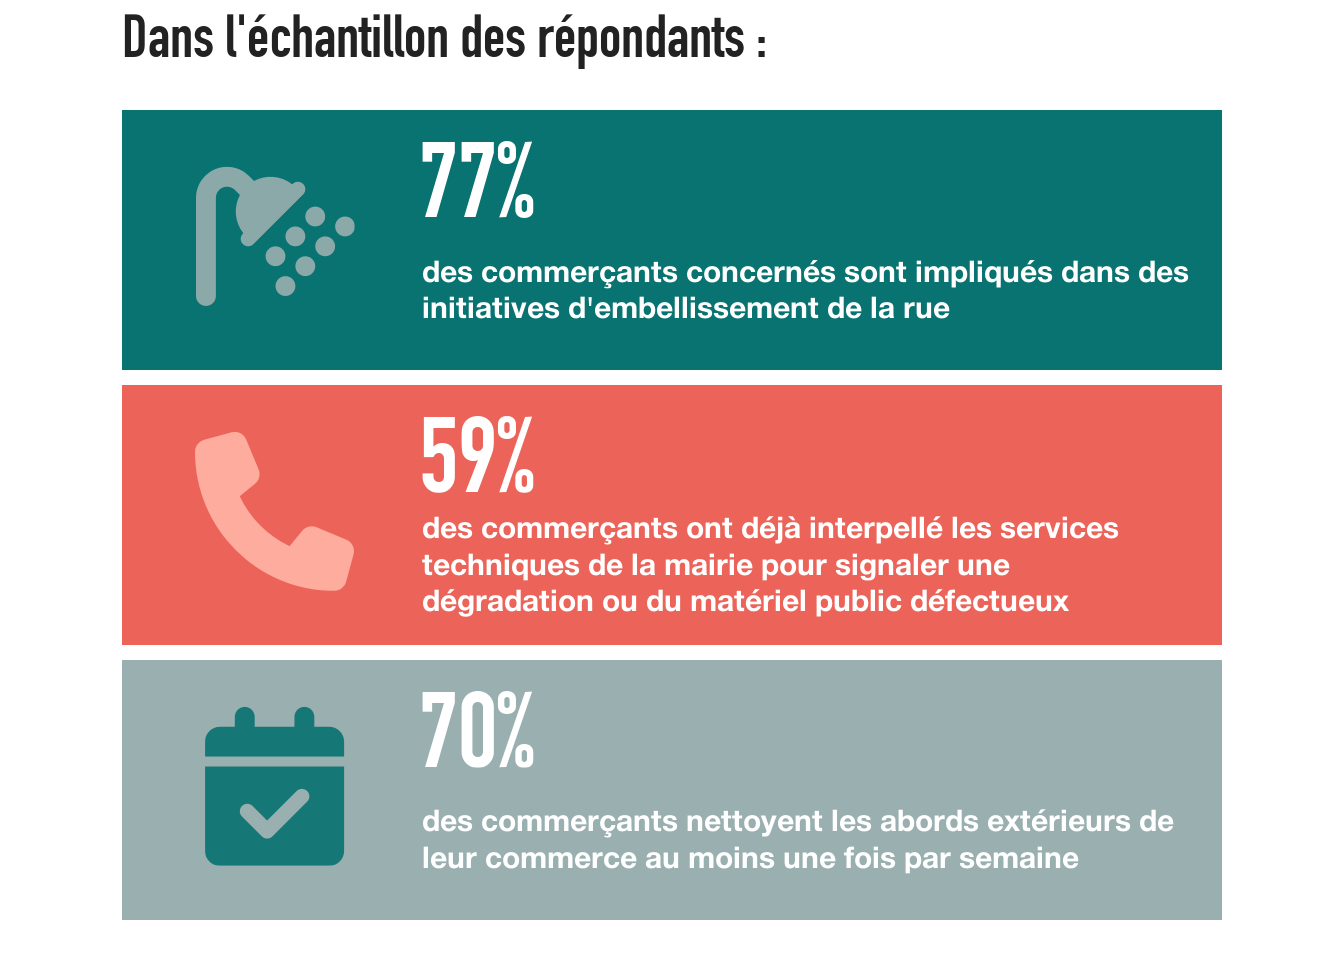 Dans l'échantillon des répondants :
77%
des commerçants concernés sont impliqués dans des
initiatives d'embellissement de la rue
59%
des commerçants ont déjà interpellé les services
techniques de la mairie pour signaler une
dégradation ou du matériel public défectueux
70%
des commerçants nettoyent les abords extérieurs de
leur commerce au moins une fois par semaine